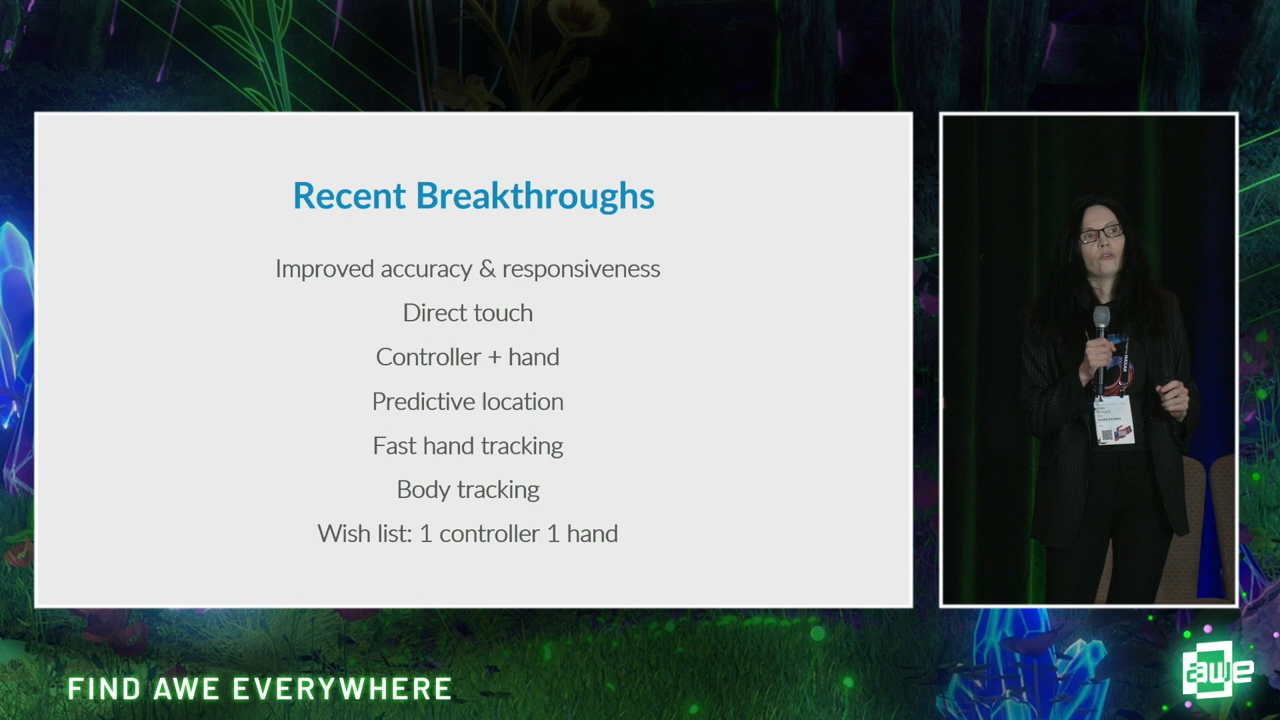 Recent Breakthroughs
Improved accuracy & responsiveness
Direct touch
Controller + hand
Predictive location
Fast hand tracking
Body tracking
Wish list: 1 controller 1 hand
FIND AWE EVERYWHERE
awe